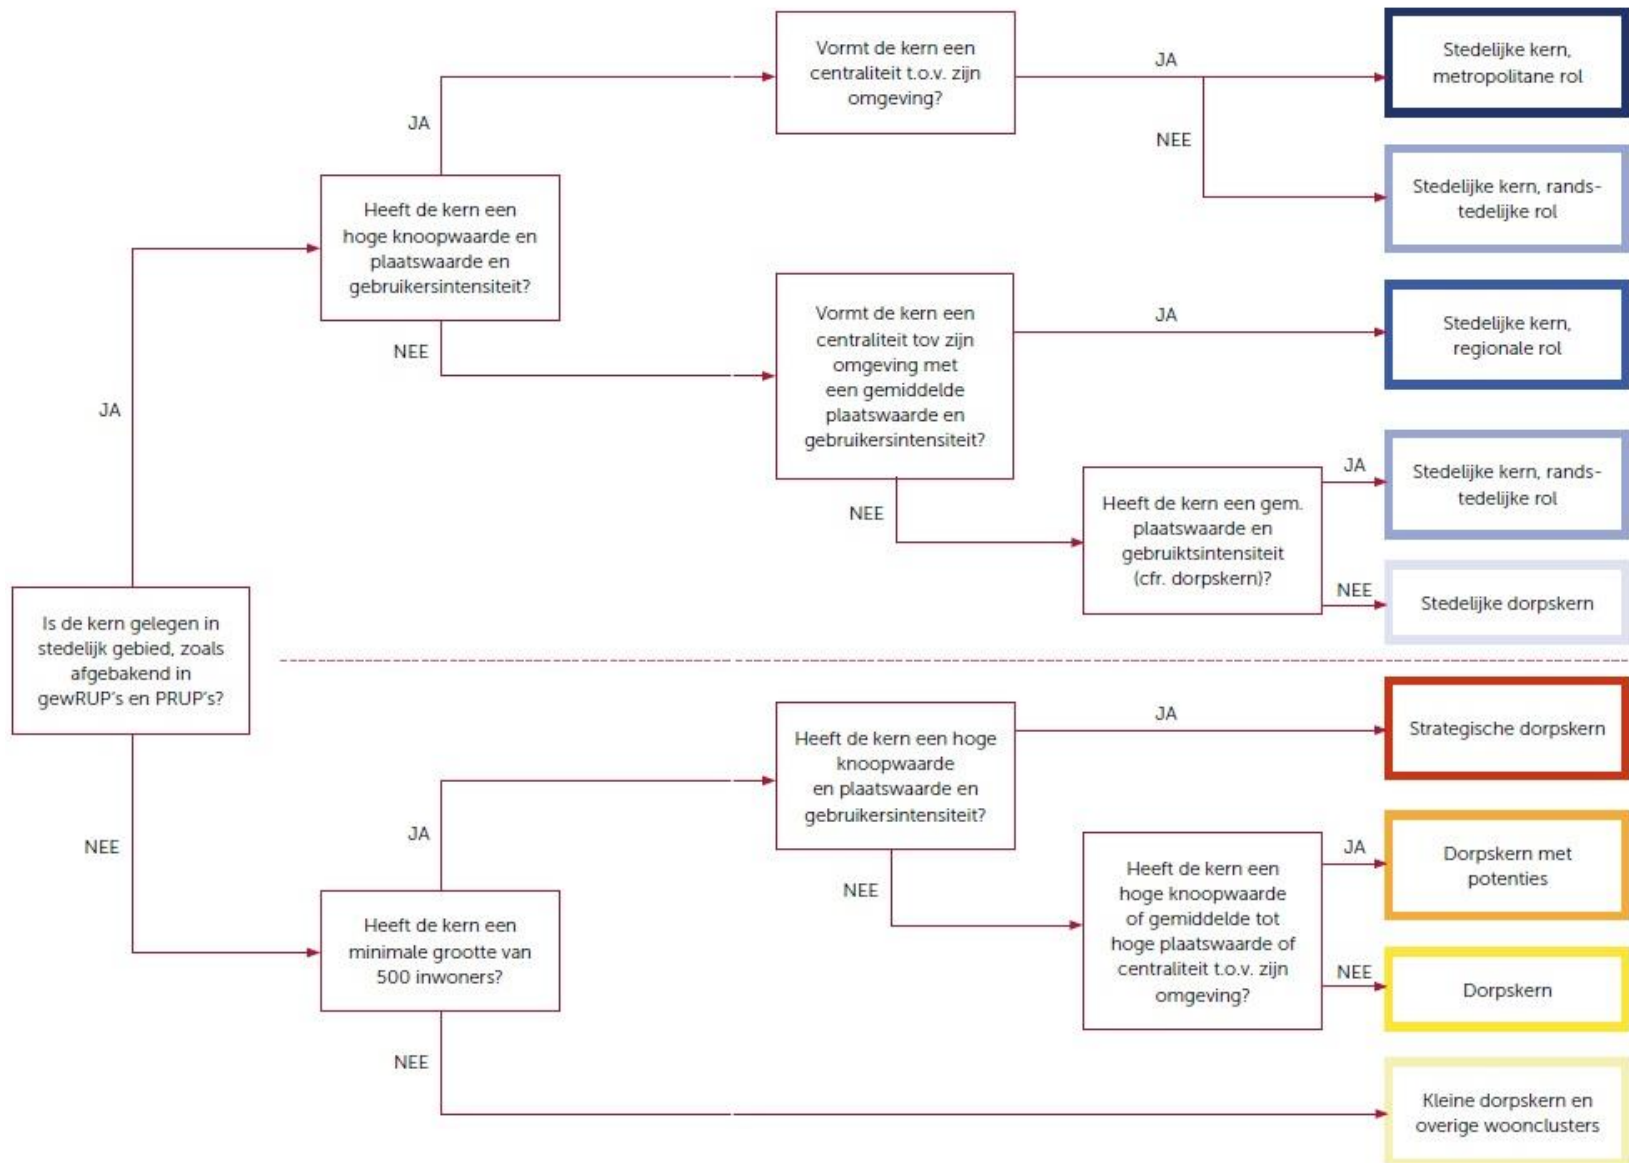 Vormt de kern een
centraliteit t.o.v. zijn
omgeving?
JA
Stedelijke kern,
metropolitane rol
JA
NEE
Stedelijke kern, rands-
tedelijke rol
Heeft de kern een
hoge knoopwaarde en
plaatswaarde en
gebruikersintensiteit?
NEE
Vormt de kern een
centraliteit tov zijn
omgeving met
een gemiddelde
plaatswaarde en
gebruikersintensiteit?
JA
Stedelijke kern,
regionale rol
JA
NEE
Heeft de kern een gem.
plaatswaarde en
gebruiktsintensiteit
(cfr. dorpskern)?
JA
Stedelijke kern, rands-
tedelijke rol
NEE
Stedelijke dorpskern
Is de kern gelegen in
stedelijk gebied, zoals
afgebakend in
gewRUP's en PRUP's?
NEE
Heeft de kern een
minimale grootte van
500 inwoners?
JA
Heeft de kern een hoge
knoopwaarde
en plaatswaarde en
gebruikersintensiteit?
JA
Strategische dorpskern
NEE
Heeft de kern een
hoge knoopwaarde
of gemiddelde tot
hoge plaatswaarde of
centraliteit t.o.v. zijn
omgeving?
JA
Dorpskern met
potenties
NEE
Dorpskern
NEE
Kleine dorpskern en
overige woonclusters